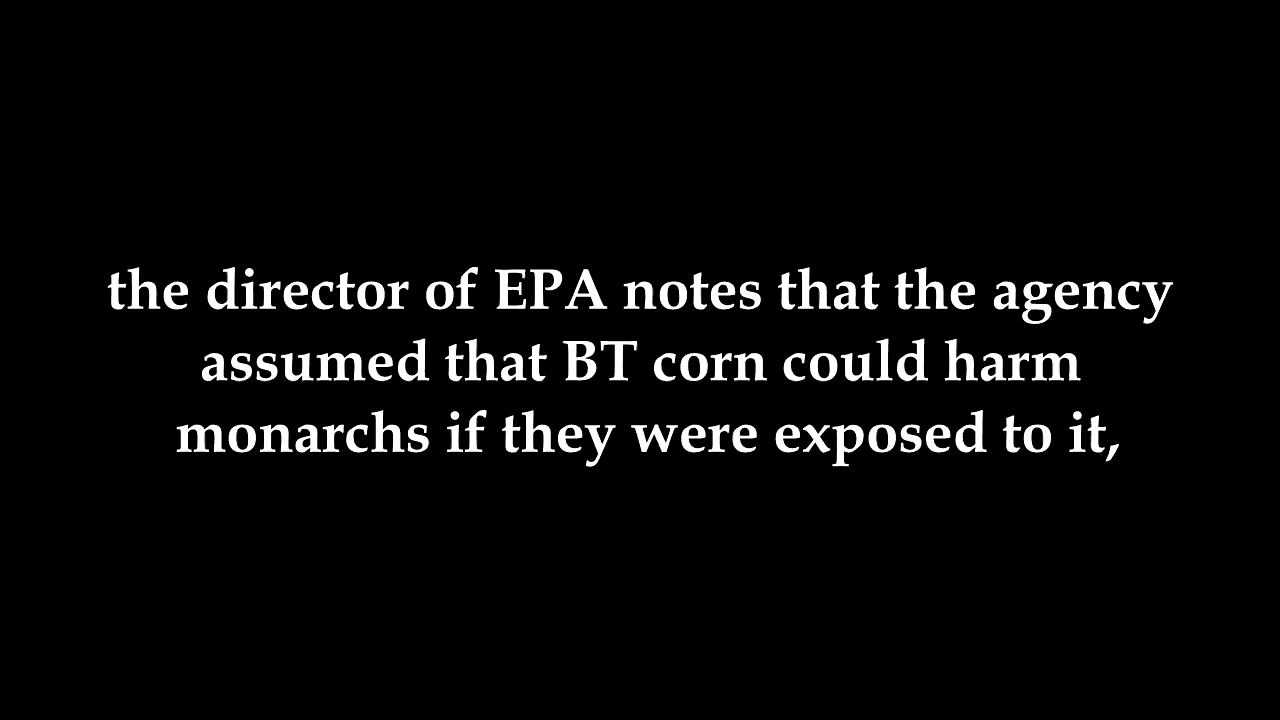 the director of EPA notes that the agency
assumed that BT corn could harm
monarchs if they were exposed to it,